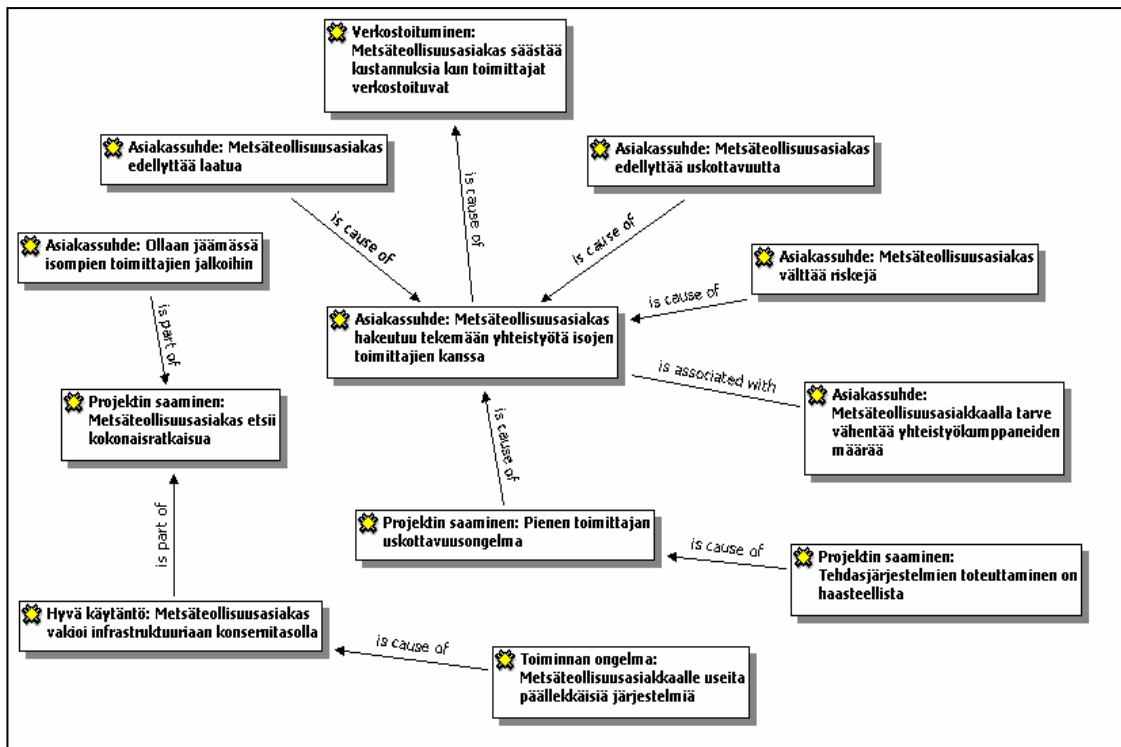 Verkostoituminen:
Metsäteollisuusasiakas säästää
kustannuksia kun toimittajat
verkostoituvat
Asiakassuhde: Metsäteollisuusasiakas
edellyttää laatua
Asiakassuhde: Metsäteollisuusasiakas
edellyttää uskottavuutta
is cause of
is cause of
is cause of
Asiakassuhde: Ollaan jäämässä
isompien toimittajien jalkoihin
Asiakassuhde: Metsäteollisuusasiakas
välttää riskejä
is cause of
is part of
Asiakassuhde: Metsäteollisuusasiakas
hakeutuu tekemään yhteistyötä isojen
toimittajien kanssa
is associated with
Projektin saaminen:
Metsäteollisuusasiakas etsii
kokonaisratkaisua
Asiakassuhde:
Metsäteollisuusasiakkaalla tarve
vähentää yhteistyökumppaneiden
määrää
is cause of
is part of
Projektin saaminen: Pienen toimittajan
uskottavuusongelma
is cause of
Projektin saaminen:
Tehdasjärjestelmien toteuttaminen on
haasteellista
Hyvä käytäntö: Metsäteollisuusasiakas
vakioi infrastruktuuriaan konsernitasolla
is cause of
Toiminnan ongelma:
Metsäteollisuusasiakkaalle useita
päällekkäisiä järjestelmiä